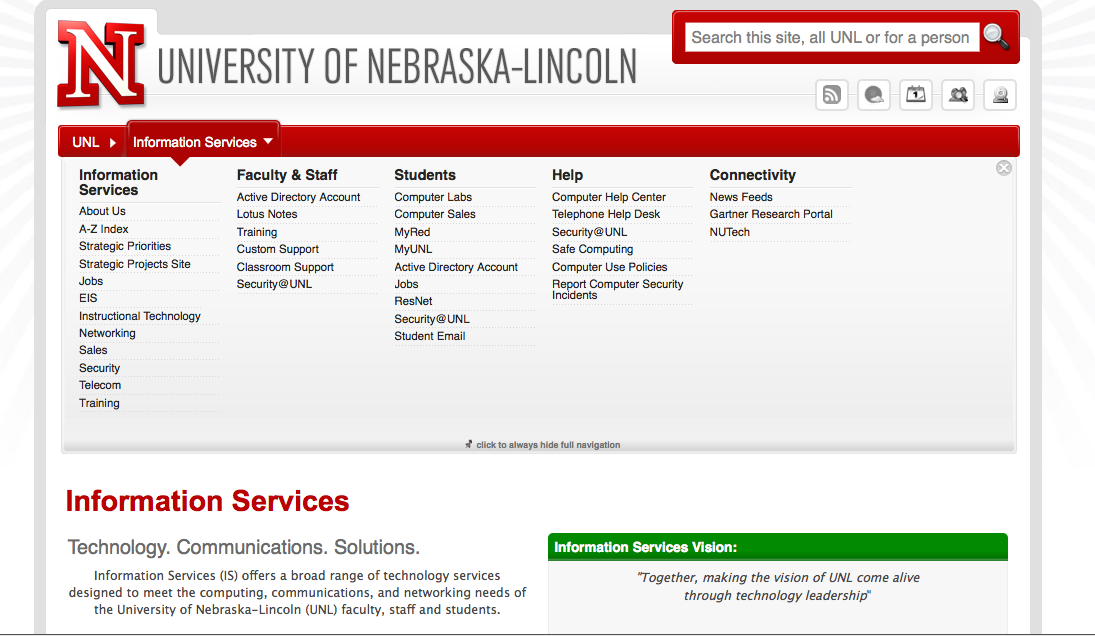 N
UNIVERSITY OF NEBRASKA-LINCOLN
Search this site, all UNL or for a person
1
UNL
Information Services
Information
Services
About Us
A-Z Index
Strategic Priorities
Strategic Projects Site
Jobs
EIS
Instructional Technology
Networking
Sales
Security
Telecom
Training
Faculty & Staff
Active Directory Account
Lotus Notes
Training
Custom Support
Classroom Support
Security@UNL
Students
Computer Labs
Computer Sales
MyRed
MyUNL
Active Directory Account
Jobs
ResNet
Security@UNL
Student Email
Help
Computer Help Center
Telephone Help Desk
Security@UNL
Safe Computing
Computer Use Policies
Report Computer Security
Incidents
Connectivity
News Feeds
Gartner Research Portal
NUTech
click to always hide full navigation
Information Services
Technology. Communications. Solutions.
Information Services (IS) offers a broad range of technology services
designed to meet the computing, communications, and networking needs of
the University of Nebraska-Lincoln (UNL) faculty, staff and students.
Information Services Vision:
"Together, making the vision of UNL come alive
through technology leadership"